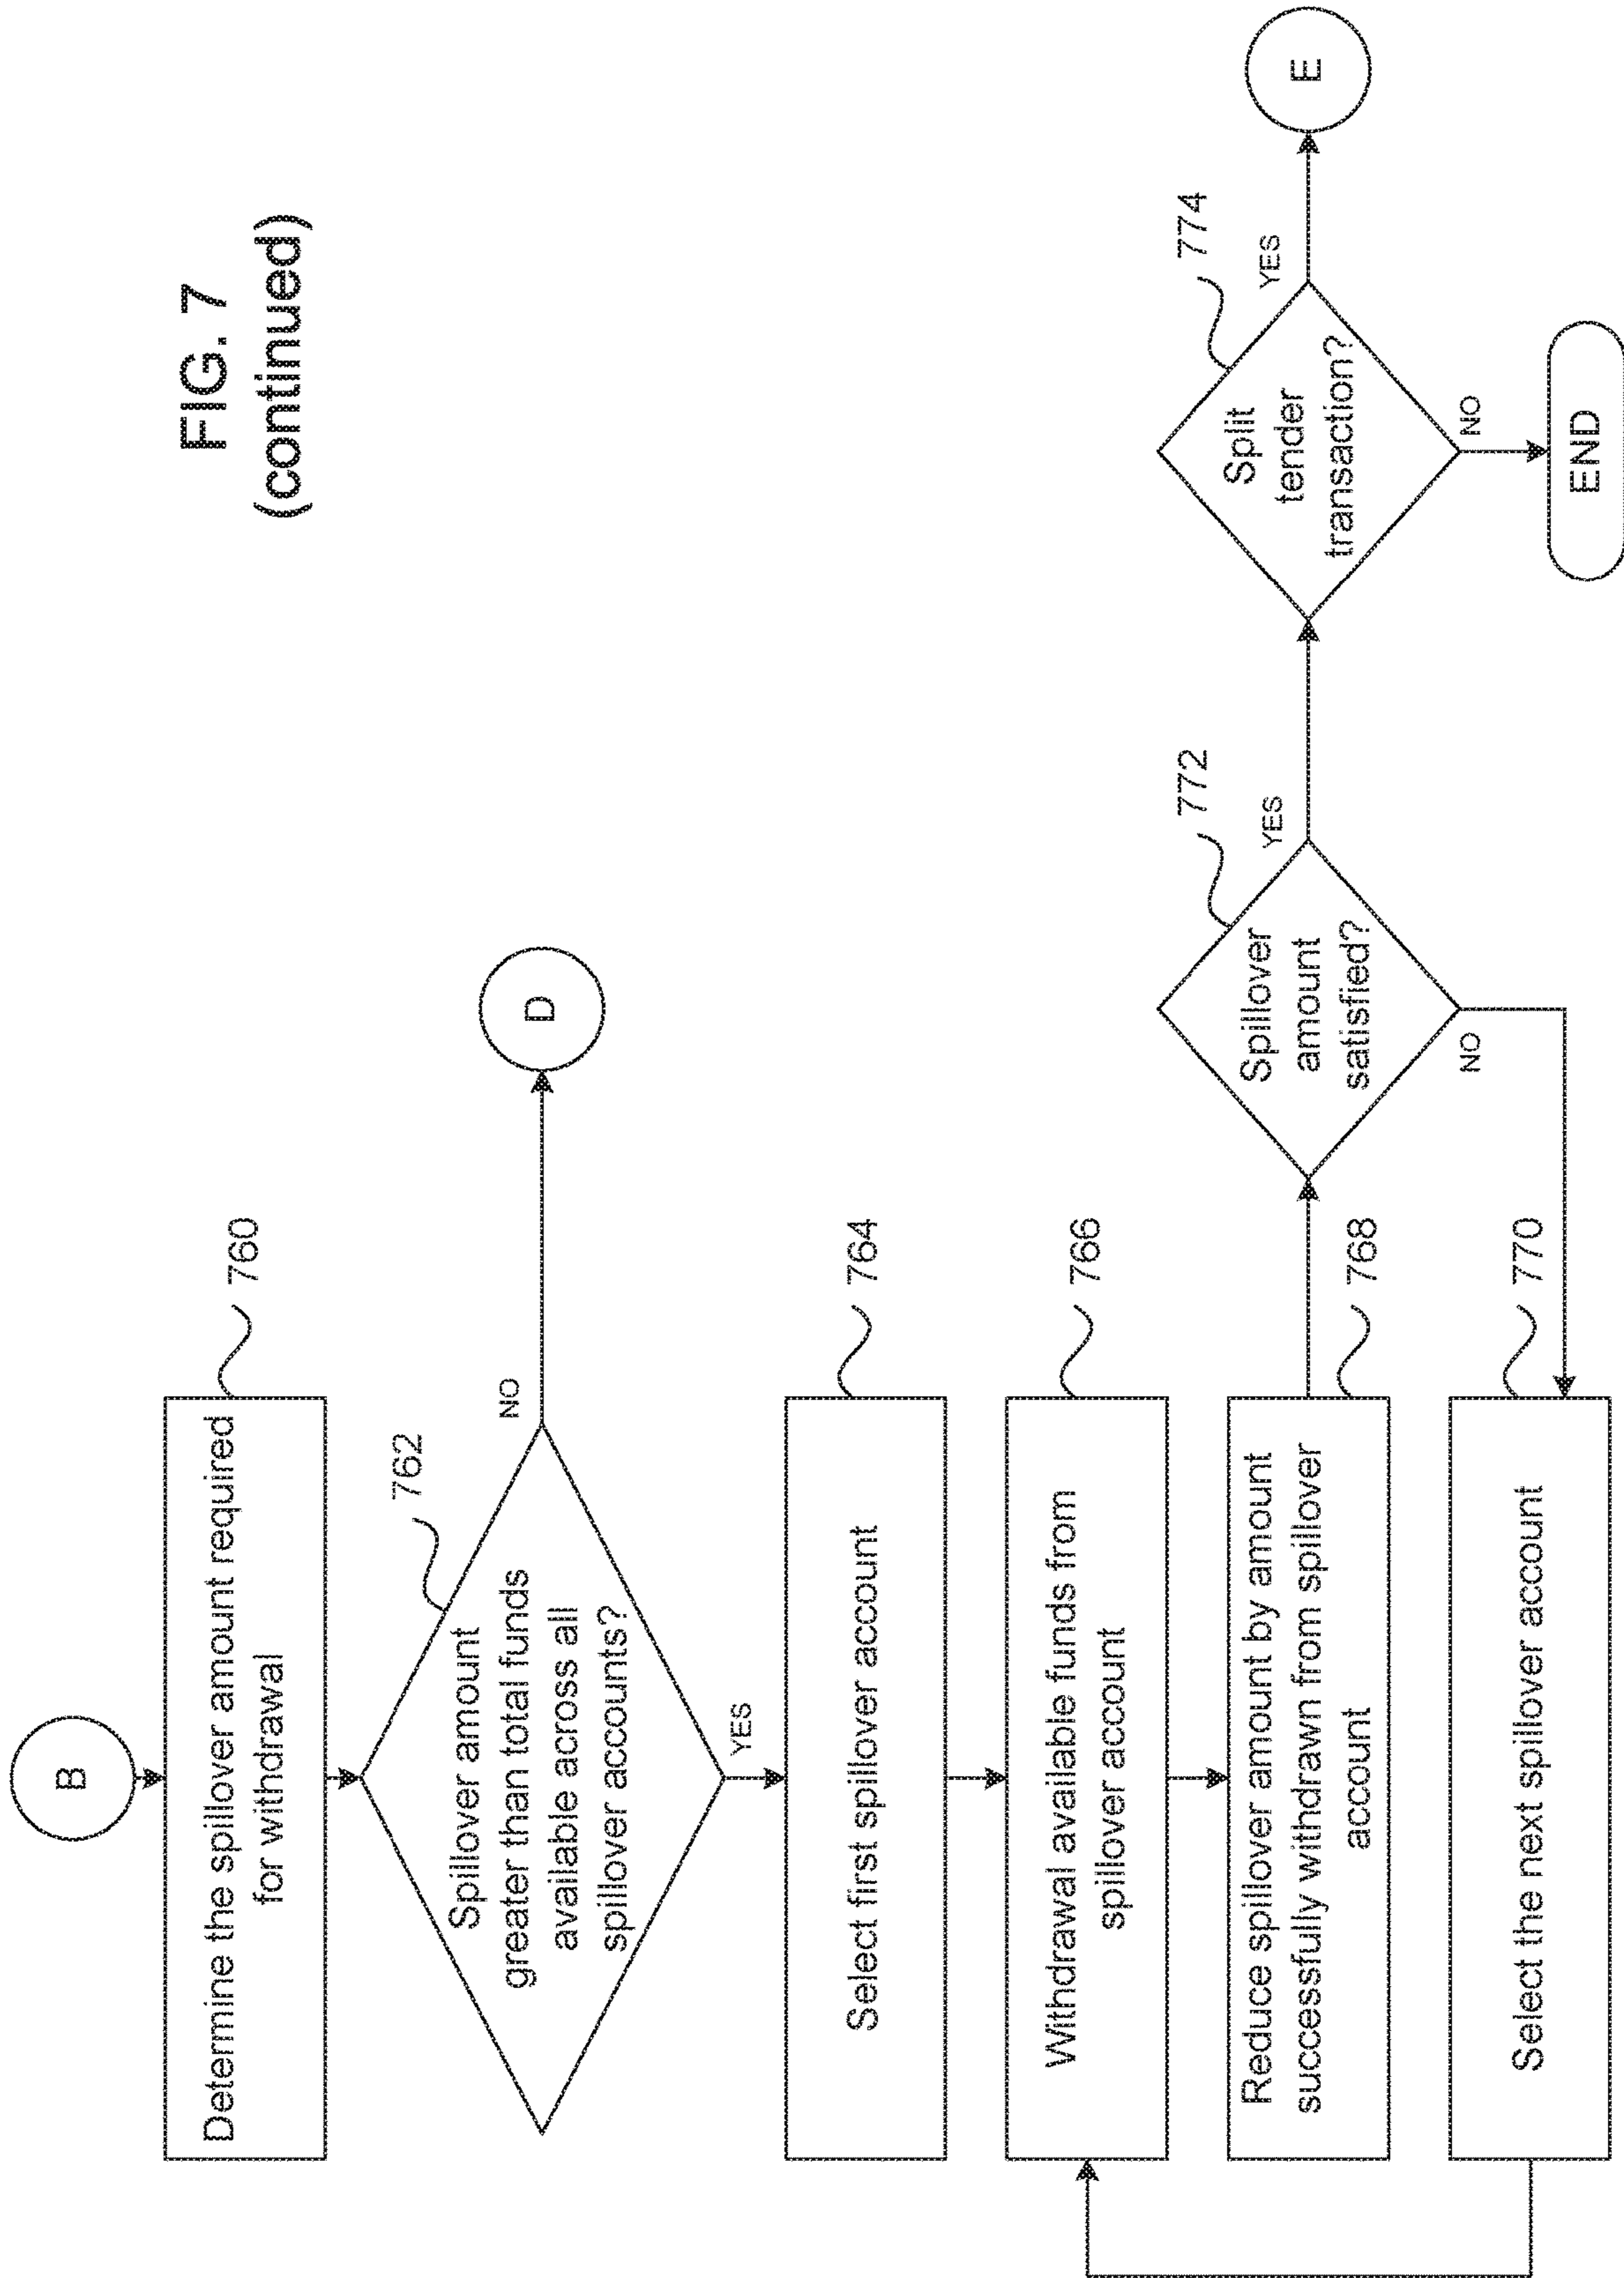 FIG. 7
(continued)
B
Determine the spillover amount required
for withdrawal
760
Spillover amount
greater than total funds
available across all
spillover accounts?
762
NO
D
YES
Select first spillover account
764
Withdrawal available funds from
spillover account
766
Reduce spillover amount by amount
successfully withdrawn from spillover
account
768
Spillover
amount
satisfied?
772
YES
NO
Select the next spillover account
770
Split
tender
transaction?
774
YES
E
NO
END